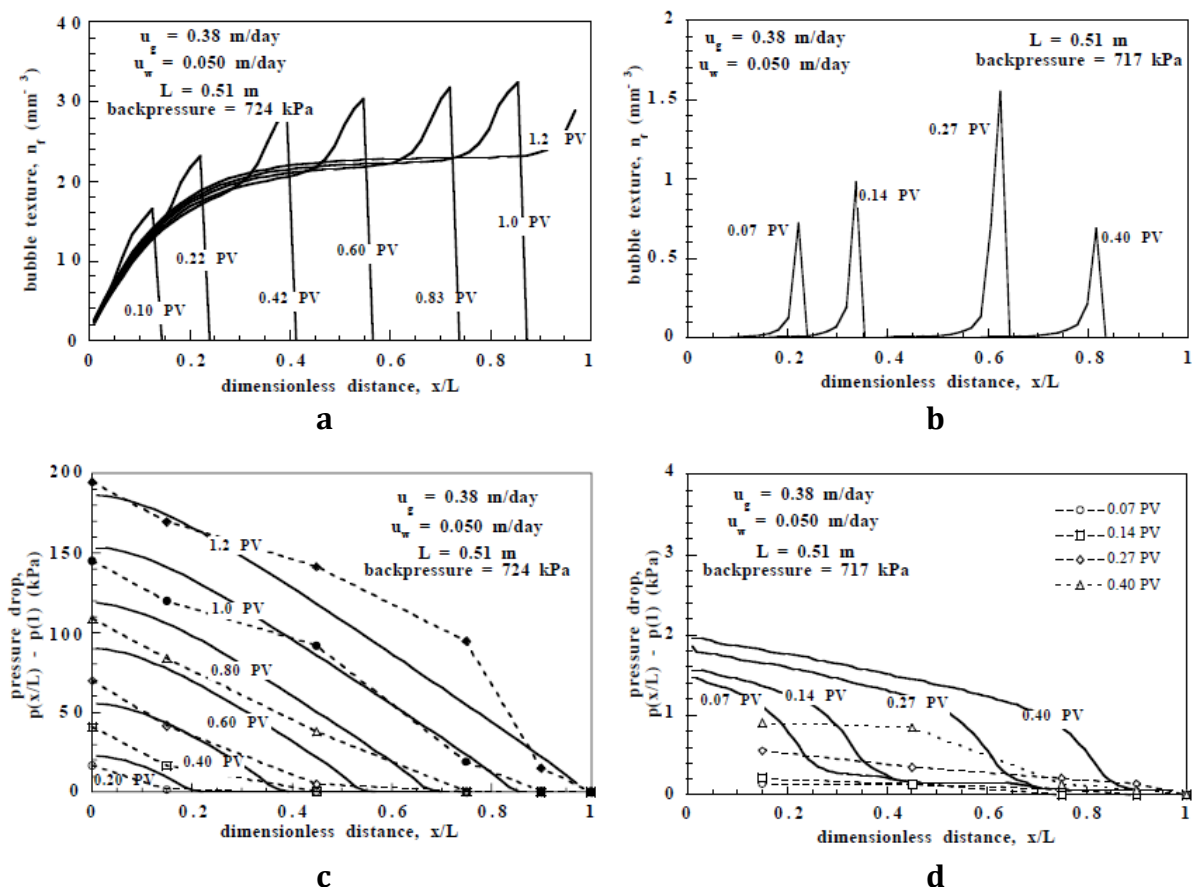 40
30
20
10
0
bubble texture, n_f (mm^-3)
u_g = 0.38 m/day
u_w = 0.050 m/day
L = 0.51 m
backpressure = 724 kPa
1.2 PV
1.0 PV
0.22 PV
0.60 PV
0.10 PV
0.42 PV
0.83 PV
0 0.2 0.4 0.6 0.8 1
dimensionless distance, x/L
a
2
1.5
1
0.5
0
bubble texture, n_f (mm^-3)
u_g = 0.38 m/day
u_w = 0.050 m/day
L = 0.51 m
backpressure = 717 kPa
0.27 PV
0.14 PV
0.07 PV
0.40 PV
0 0.2 0.4 0.6 0.8 1
dimensionless distance, x/L
b
200
150
100
50
0
pressure drop,
p(x/L) - p(1) (kPa)
u_g = 0.38 m/day
u_w = 0.050 m/day
L = 0.51 m
backpressure = 724 kPa
1.2 PV
1.0 PV
0.80 PV
0.60 PV
0.40 PV
0.20 PV
0 0.2 0.4 0.6 0.8 1
dimensionless distance, x/L
c
4
3
2
1
0
pressure drop,
p(x/L) - p(1) (kPa)
u_g = 0.38 m/day
u_w = 0.050 m/day
L = 0.51 m
backpressure = 717 kPa
0.07 PV
0.14 PV
0.27 PV
0.40 PV
0.07 PV
0.14 PV
0.27 PV
0.40 PV
0 0.2 0.4 0.6 0.8 1
dimensionless distance, x/L
d